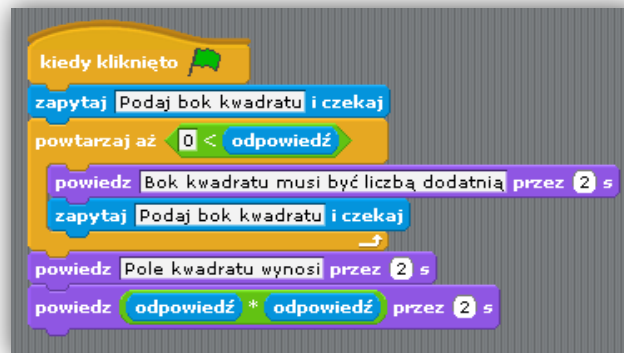 kiedy kliknięto
zapytaj Podaj bok kwadratu i czekaj
powtarzaj aż 0 < odpowiedź
powiedz Bok kwadratu musi być liczbą dodatnią przez 2 s
zapytaj Podaj bok kwadratu i czekaj
powiedz Pole kwadratu wynosi przez 2 s
powiedz odpowiedź * odpowiedź przez 2 s